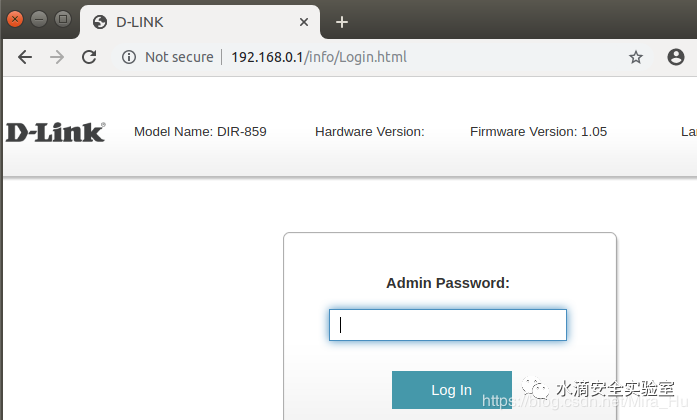 D-LINK
Not secure | 192.168.0.1/info/Login.html
D-Link®
Model Name: DIR-859 Hardware Version: Firmware Version: 1.05 Lan
Admin Password:
Log In
水滴安全实验室
https://blog.csdn.net/Mira_Hu